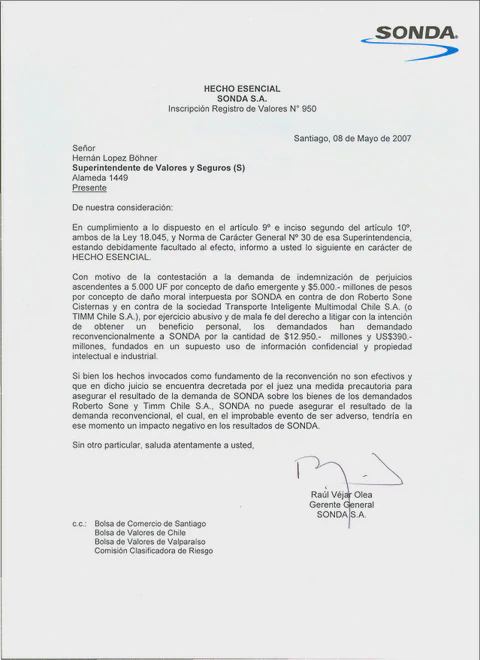 SONDA®
HECHO ESENCIAL
SONDA S.A.
Inscripción Registro de Valores N° 950
Santiago, 08 de Mayo de 2007
Señor
Hernán Lopez Böhner
Superintendente de Valores y Seguros (S)
Alameda 1449
Presente
De nuestra consideración:
En cumplimiento a lo dispuesto en el artículo 9º e inciso segundo del artículo 10º,
ambos de la Ley 18.045, y Norma de Carácter General Nº 30 de esa Superintendencia,
estando debidamente facultado al efecto, informo a usted lo siguiente en carácter de
HECHO ESENCIAL.
Con motivo de la contestación a la demanda de indemnización de perjuicios
ascendentes a 5.000 UF por concepto de daño emergente y $5.000.- millones de pesos
por concepto de daño moral interpuesta por SONDA en contra de don Roberto Sone
Cisternas y en contra de la sociedad Transporte Inteligente Multimodal Chile S.A. (o
TIMM Chile S.A.), por ejercicio abusivo y de mala fe del derecho a litigar con la intención
de obtener un beneficio personal, los demandados han demandado
reconvencionalmente a SONDA por la cantidad de $12.950.- millones y US$390.-
millones, fundados en un supuesto uso de información confidencial y propiedad
intelectual e industrial.
Si bien los hechos invocados como fundamento de la reconvención no son efectivos y
que en dicho juicio se encuentra decretada por el juez una medida precautoria para
asegurar el resultado de la demanda de SONDA sobre los bienes de los demandados
Roberto Sone y Timm Chile S.A., SONDA no puede asegurar el resultado de la
demanda reconvencional, el cual, en el improbable evento de ser adverso, tendría en
ese momento un impacto negativo en los resultados de SONDA.
Sin otro particular, saluda atentamente a usted,
Raúl Véjar Olea
Gerente General
SONDA S.A.
c.c.: Bolsa de Comercio de Santiago
Bolsa de Valores de Chile
Bolsa de Valores de Valparaíso
Comisión Clasificadora de Riesgo